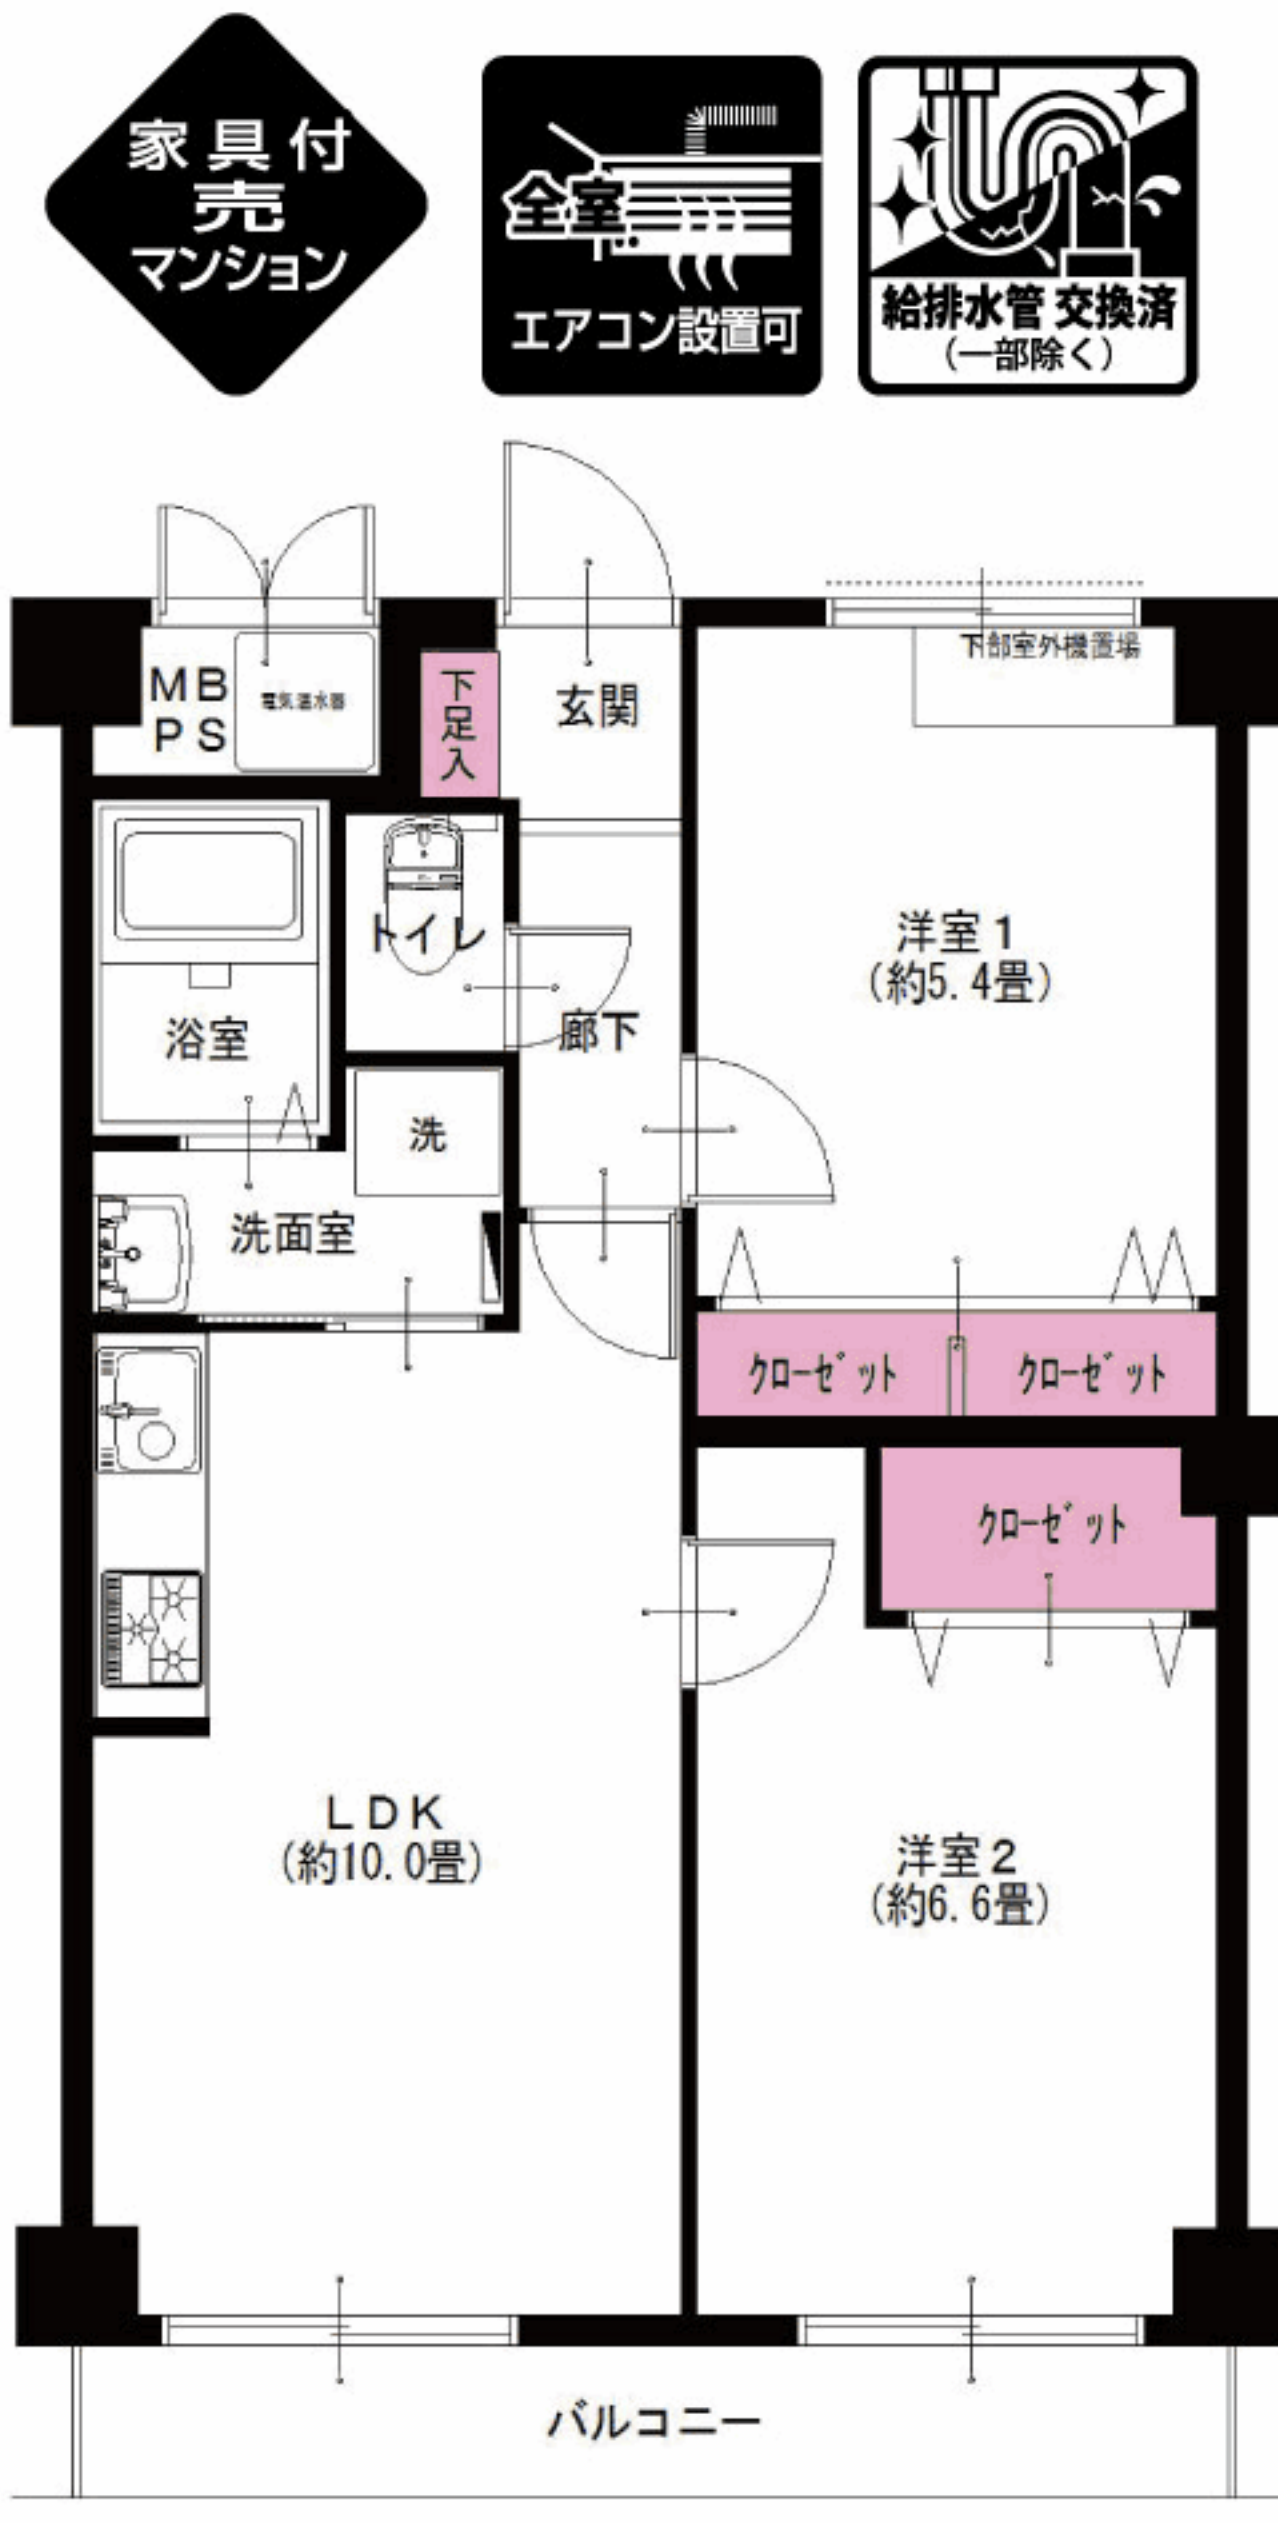 家具付
売
マンション
全室
エアコン設置可
給排水管 交換済
(一部除く)
MB
PS
電気温水器
下足入
玄関
下部室外機置場
トイレ
洋室1
(約5.4畳)
浴室
廊下
洗
洗面室
クローゼット
クローゼット
クローゼット
LDK
(約10.0畳)
洋室2
(約6.6畳)
バルコニー